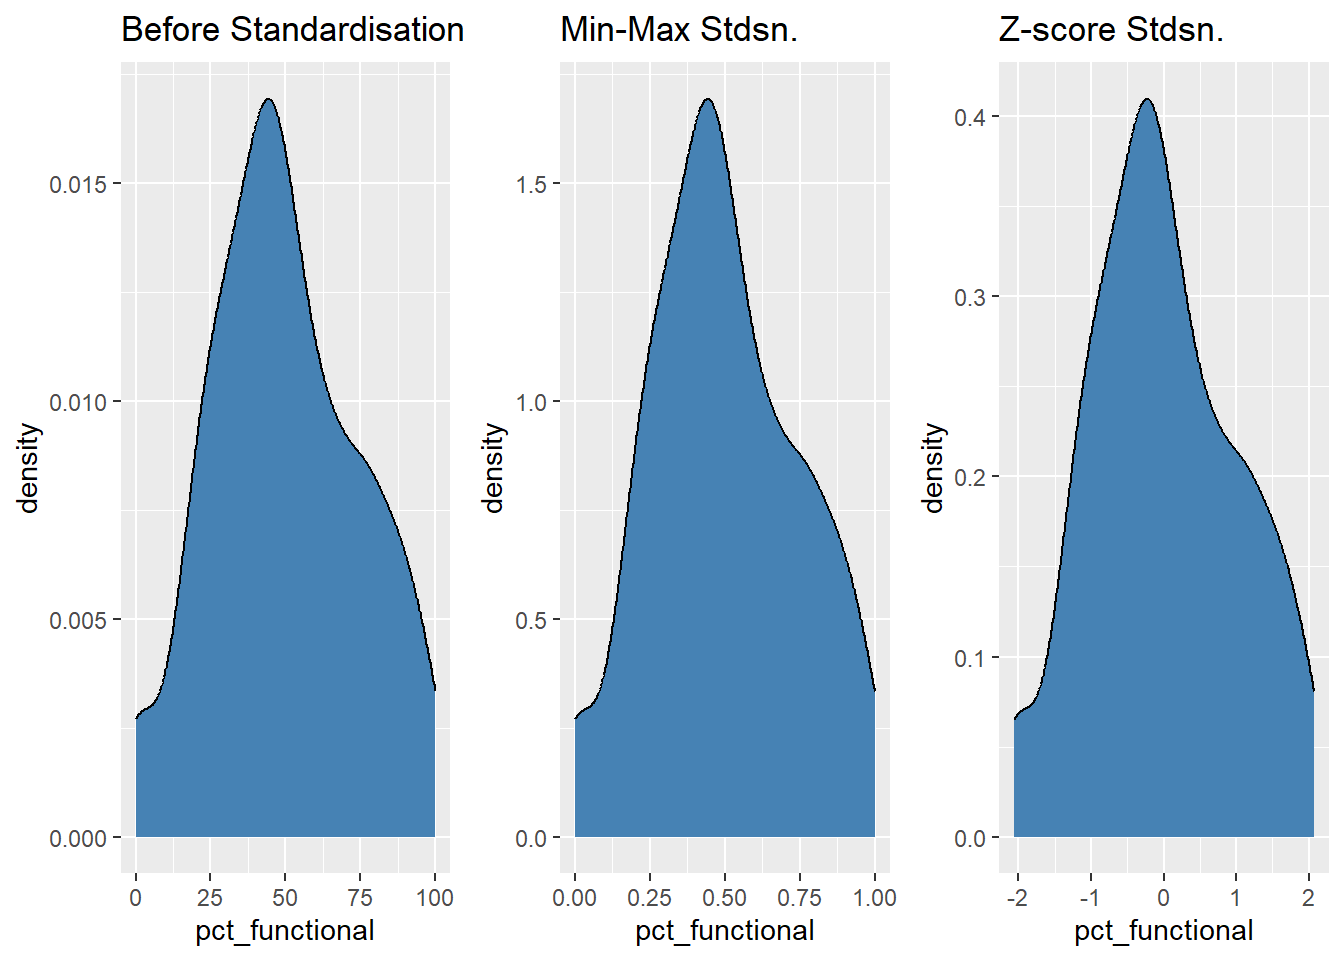 Before Standardisation
density
0.015
0.010
0.005
0.000
0 25 50 75 100
pct_functional
Min-Max Stdsn.
density
1.5
1.0
0.5
0.0
0.00 0.25 0.50 0.75 1.00
pct_functional
Z-score Stdsn.
density
0.4
0.3
0.2
0.1
0.0
-2 -1 0 1 2
pct_functional